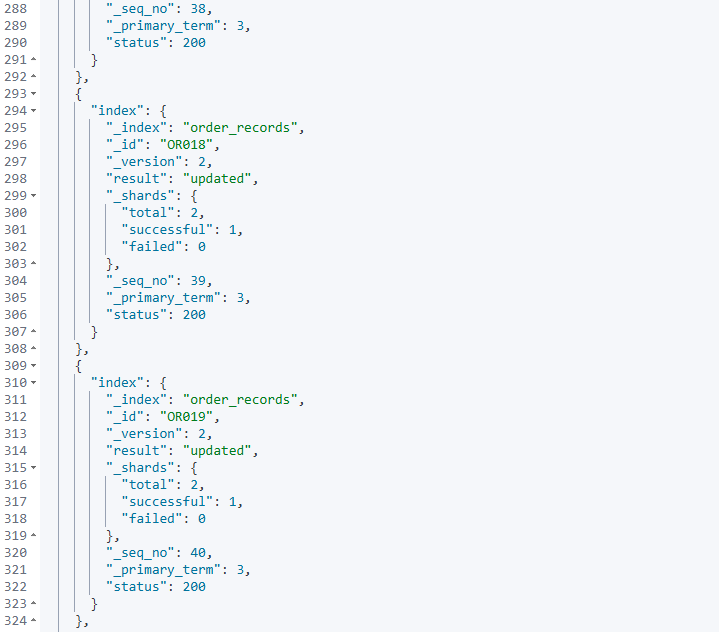 288 "_seq_no": 38,
289 "_primary_term": 3,
290 "status": 200
291 }
292 },
293 {
294 "index": {
295 "_index": "order_records",
296 "_id": "OR018",
297 "_version": 2,
298 "result": "updated",
299 "_shards": {
300 "total": 2,
301 "successful": 1,
302 "failed": 0
303 },
304 "_seq_no": 39,
305 "_primary_term": 3,
306 "status": 200
307 }
308 },
309 {
310 "index": {
311 "_index": "order_records",
312 "_id": "OR019",
313 "_version": 2,
314 "result": "updated",
315 "_shards": {
316 "total": 2,
317 "successful": 1,
318 "failed": 0
319 },
320 "_seq_no": 40,
321 "_primary_term": 3,
322 "status": 200
323 }
324 },